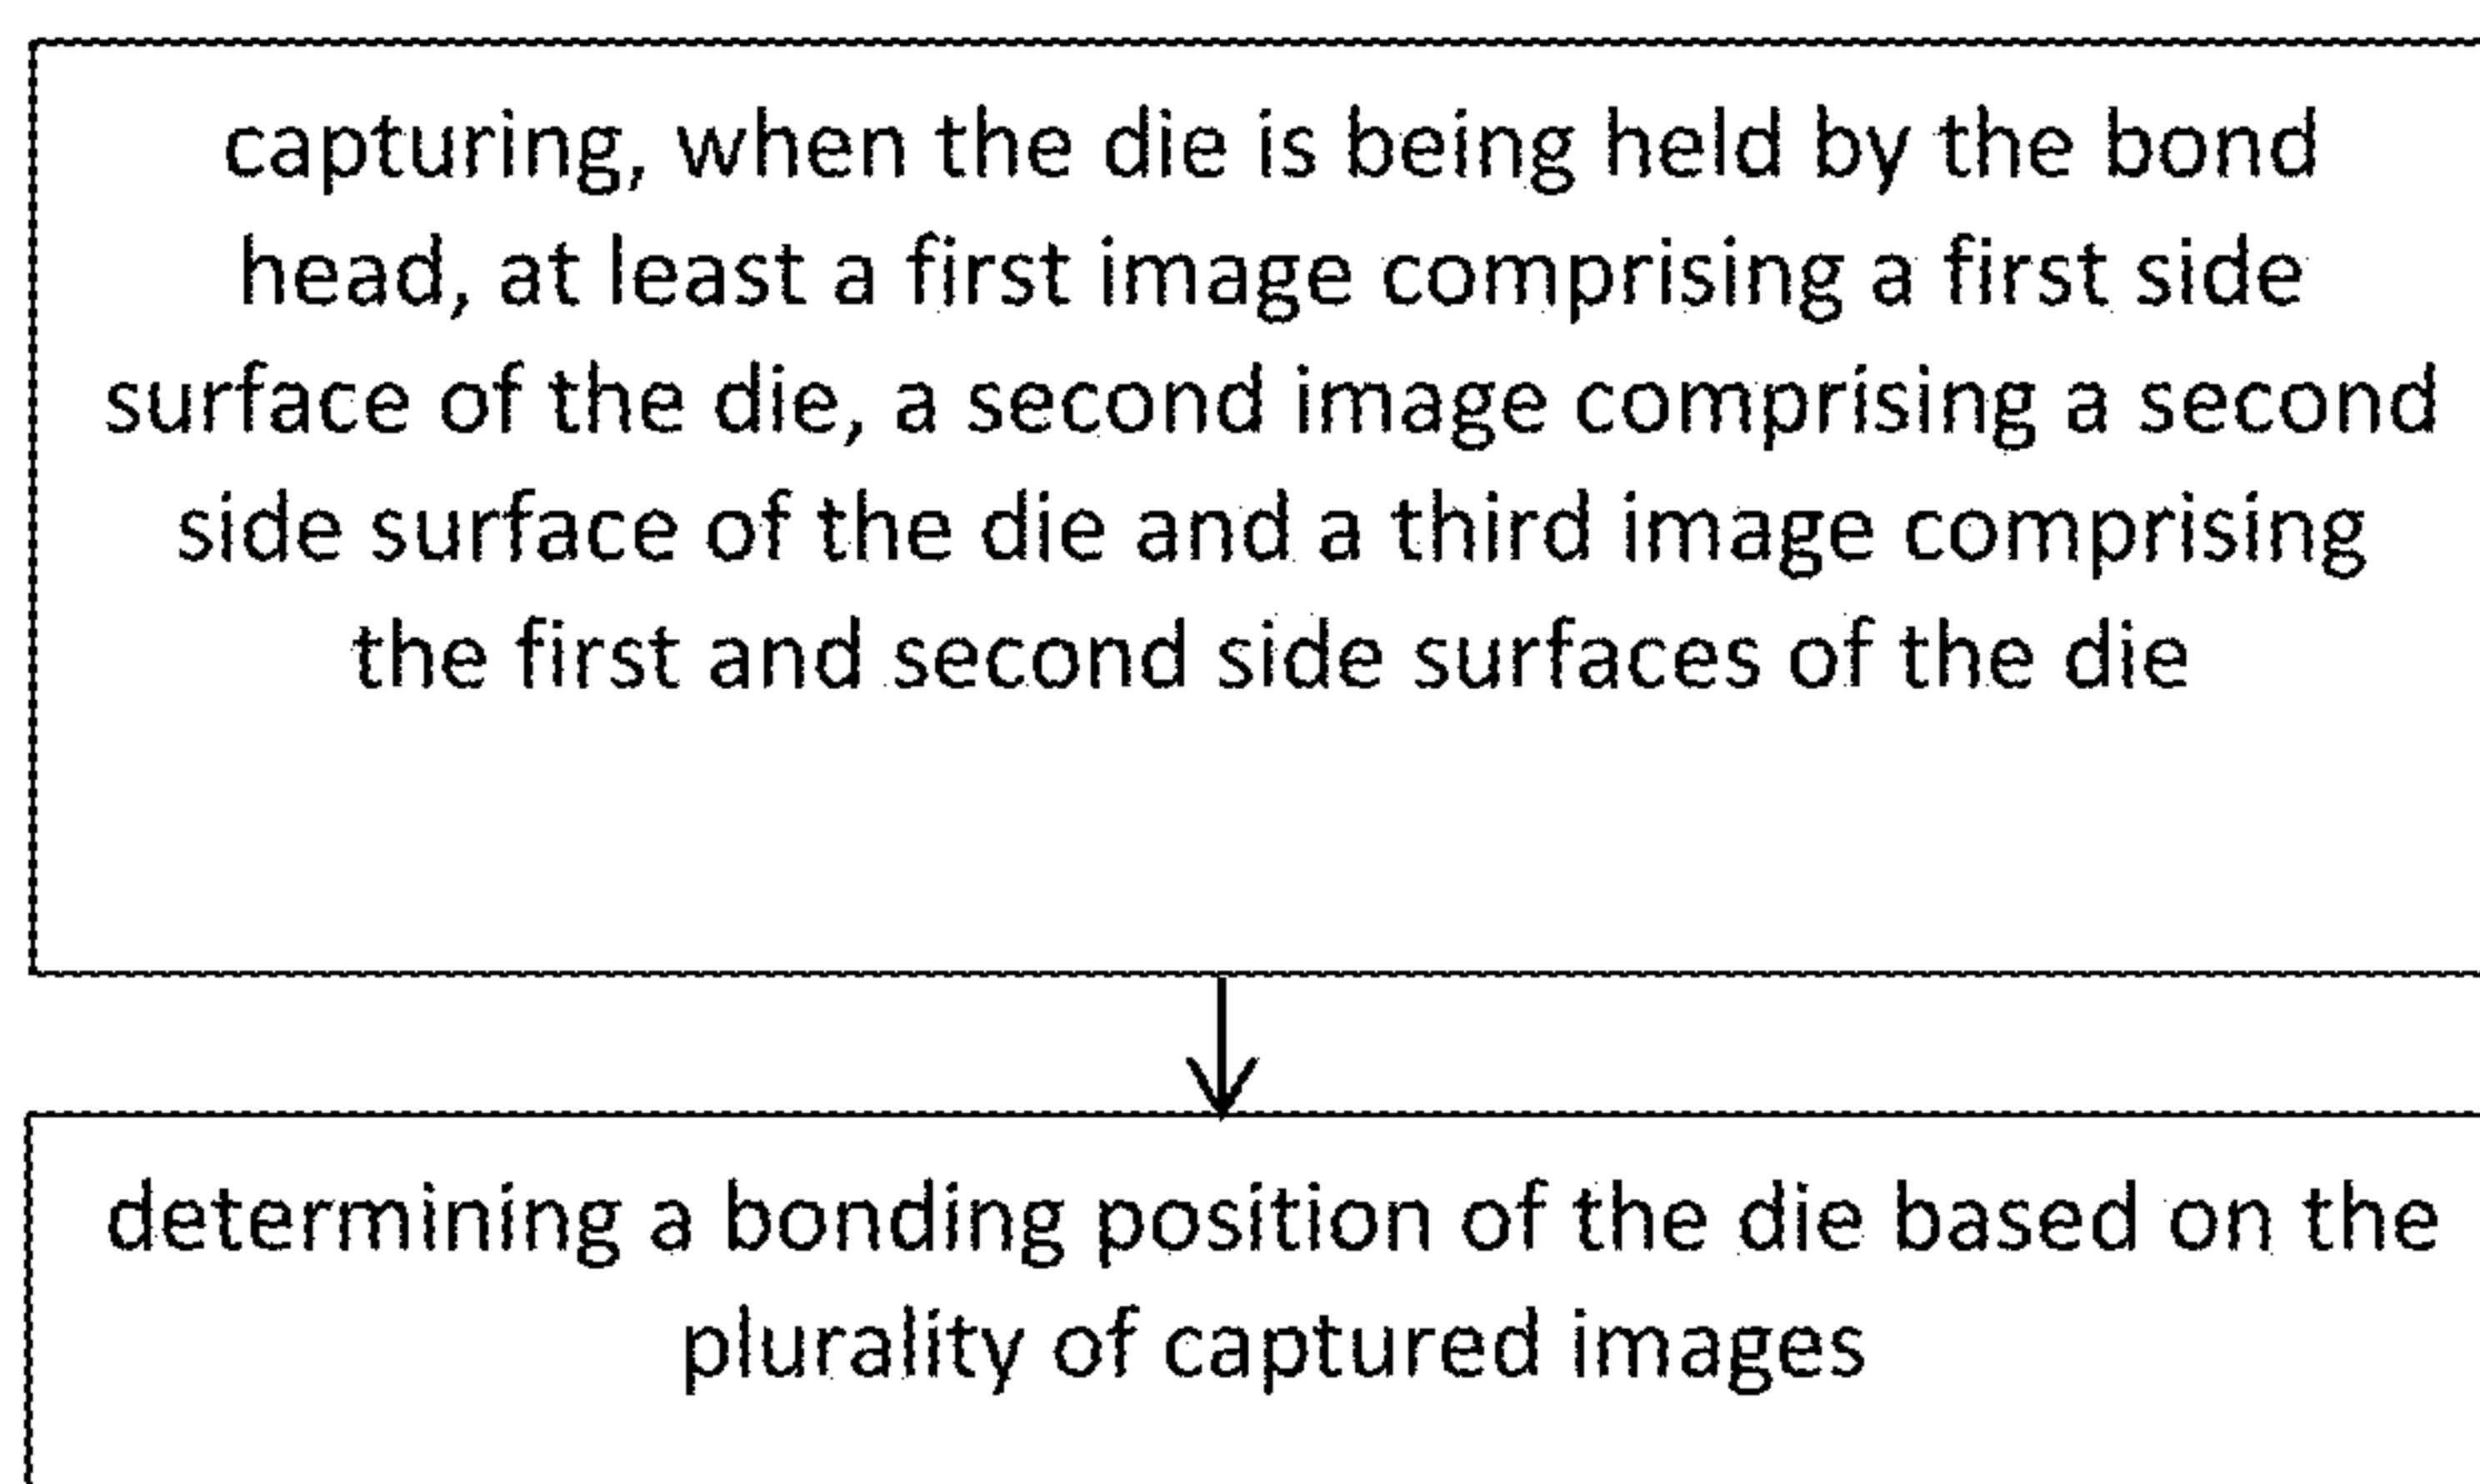 capturing, when the die is being held by the bond
head, at least a first image comprising a first side
surface of the die, a second image comprising a second
side surface of the die and a third image comprising
the first and second side surfaces of the die
determining a bonding position of the die based on the
plurality of captured images